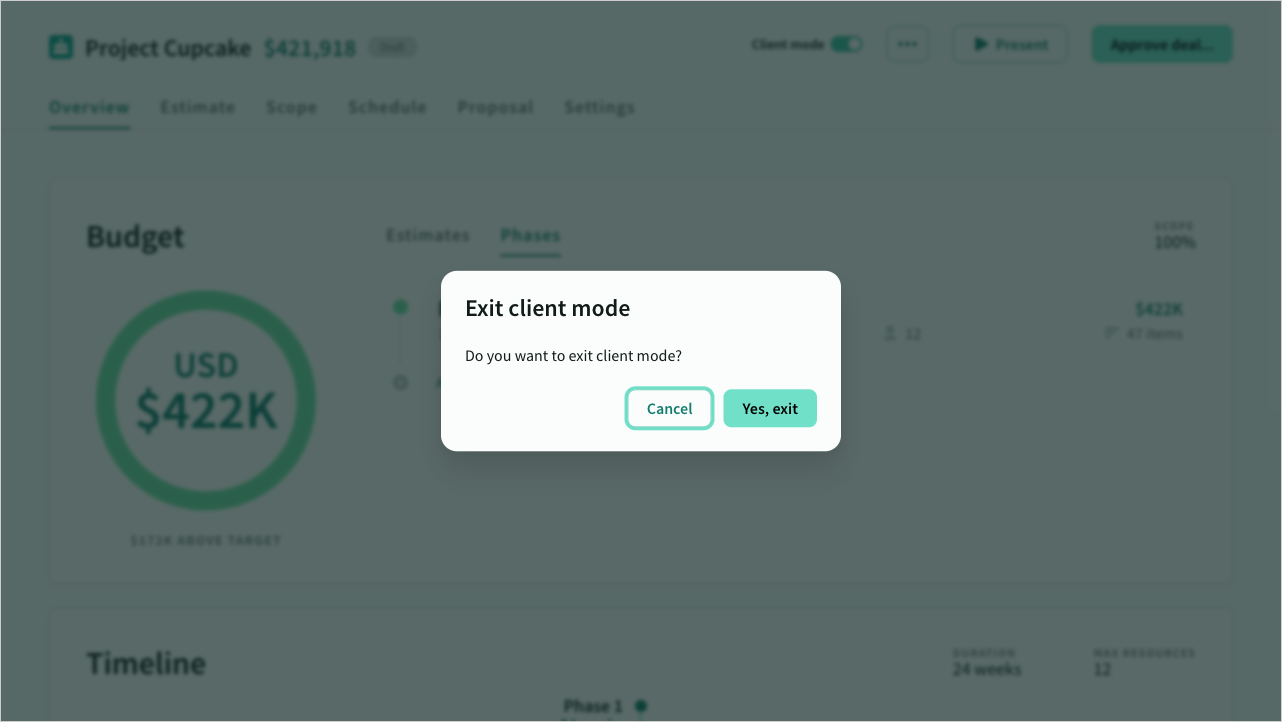 Project Cupcake $421,918 Draft
Client mode
Present
Approve deal...
Overview Estimate Scope Schedule Proposal Settings
Budget
Estimates Phases
SCOPE
100%
USD
$422K
$172K ABOVE TARGET
12
$422K
47 items
Exit client mode
Do you want to exit client mode?
Cancel Yes, exit
Timeline
DURATION
24 weeks
MAX RESOURCES
12
Phase 1